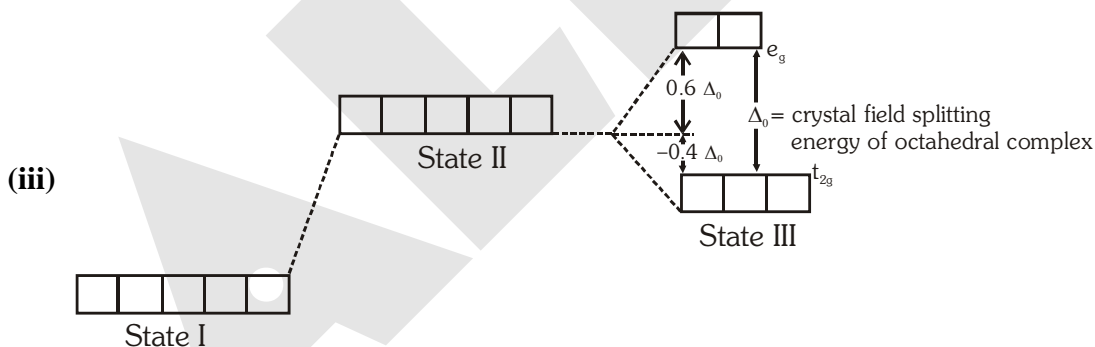 e_g
0.6 Δ₀
Δ₀= crystal field splitting
energy of octahedral complex
State II
–0.4 Δ₀
(iii)
t_2g
State III
State I